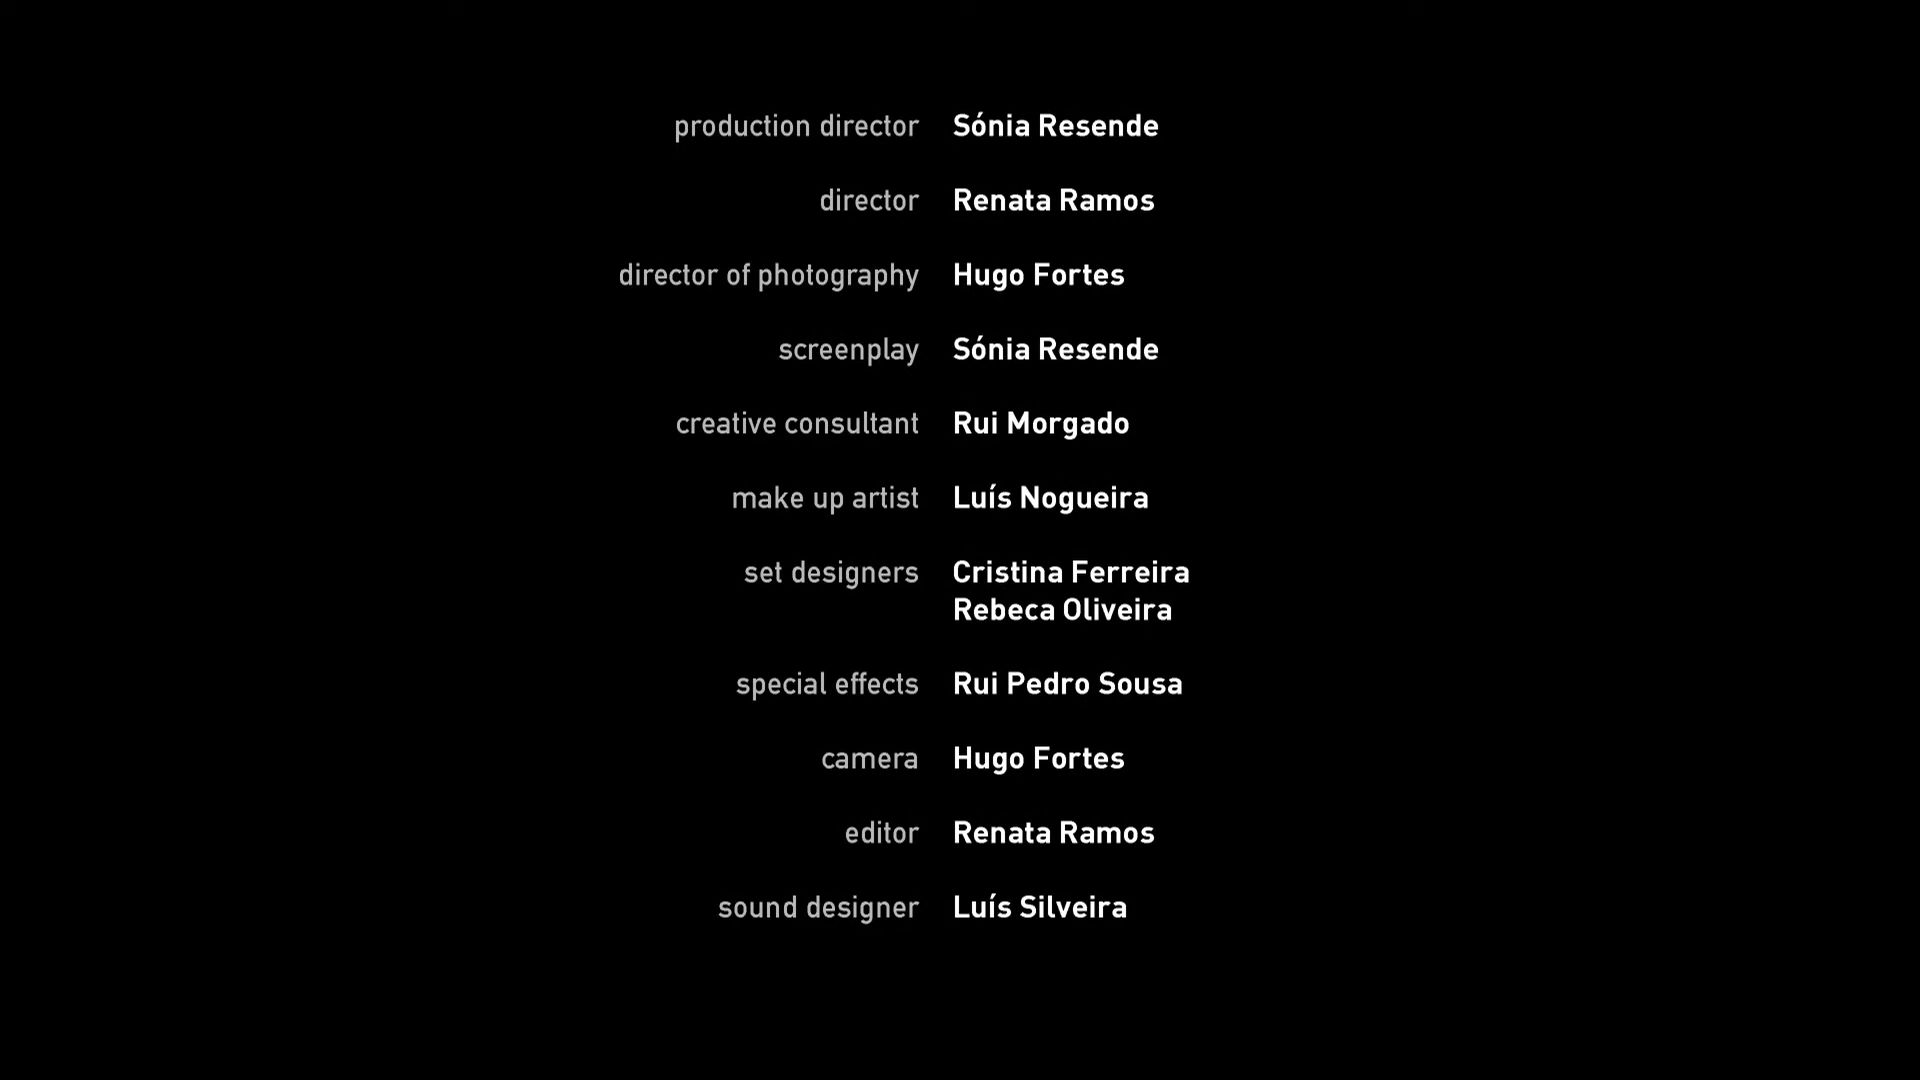 production director Sónia Resende
director Renata Ramos
director of photography Hugo Fortes
screenplay Sónia Resende
creative consultant Rui Morgado
make up artist Luís Nogueira
set designers Cristina Ferreira
Rebeca Oliveira
special effects Rui Pedro Sousa
camera Hugo Fortes
editor Renata Ramos
sound designer Luís Silveira